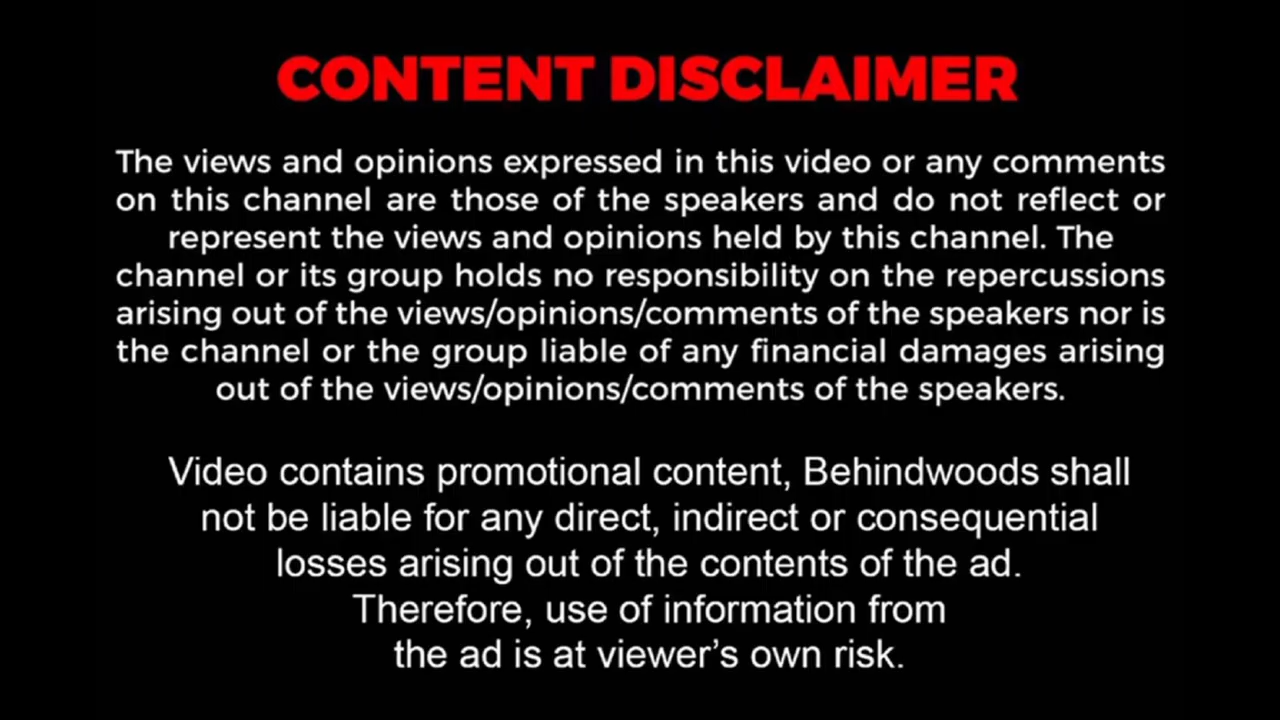 CONTENT DISCLAIMER
The views and opinions expressed in this video or any comments
on this channel are those of the speakers and do not reflect or
represent the views and opinions held by this channel. The
channel or its group holds no responsibility on the repercussions
arising out of the views/opinions/comments of the speakers nor is
the channel or the group liable of any financial damages arising
out of the views/opinions/comments of the speakers.
Video contains promotional content, Behindwoods shall
not be liable for any direct, indirect or consequential
losses arising out of the contents of the ad.
Therefore, use of information from
the ad is at viewer’s own risk.